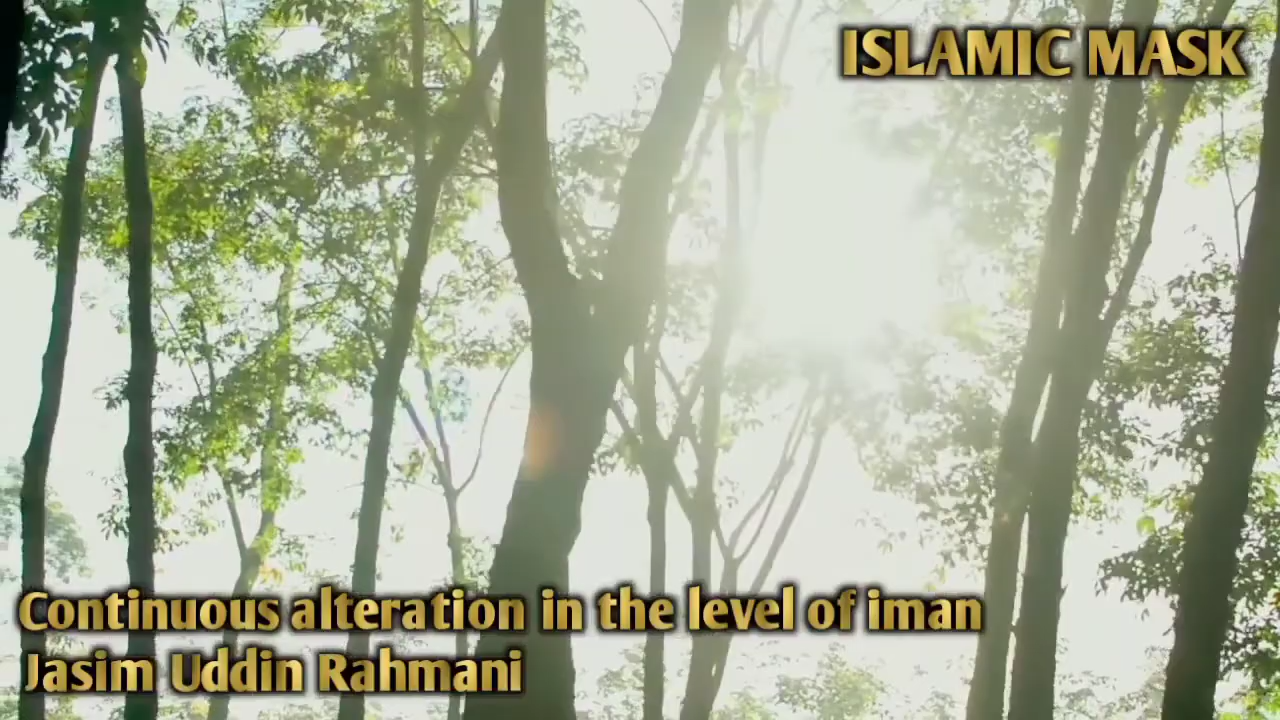 ISLAMIC MASK
Continuous alteration in the level of iman
Jasim Uddin Rahmani